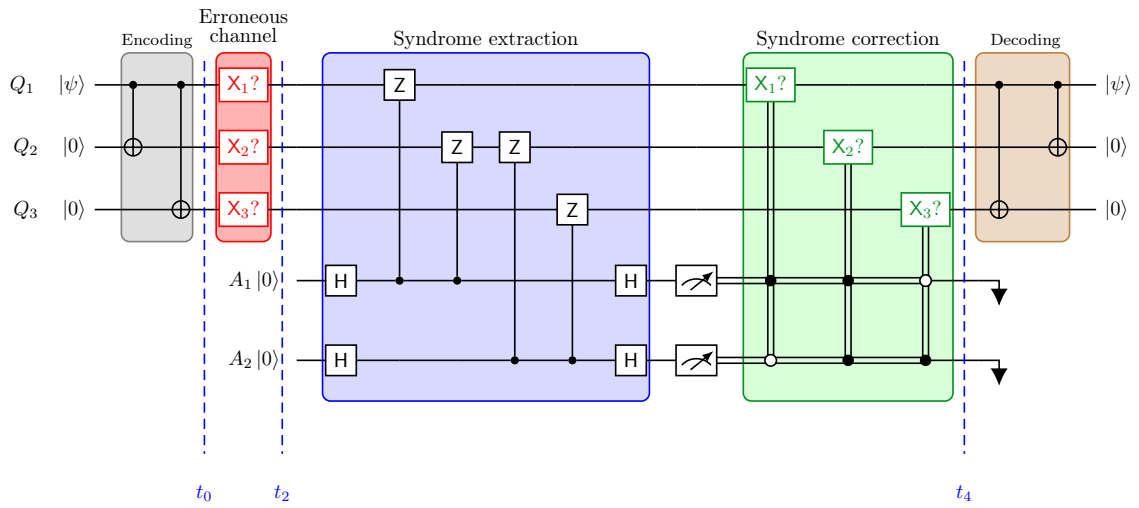 Erroneous
channel
Encoding Syndrome extraction Syndrome correction Decoding
Q₁ |ψ⟩ X₁? Z X₁? |ψ⟩
Q₂ |0⟩ X₂? Z Z X₂? |0⟩
Q₃ |0⟩ X₃? Z X₃? |0⟩
A₁ |0⟩ H H
A₂ |0⟩ H H
t₀ t₂ t₄